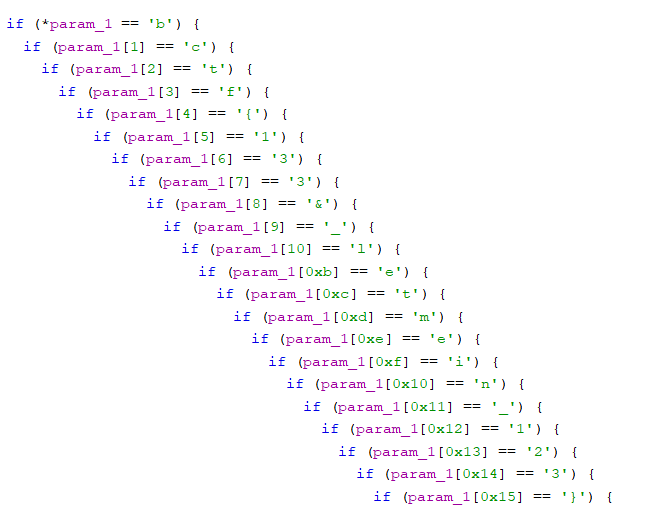 if (*param_1 == 'b') {
if (param_1[1] == 'c') {
if (param_1[2] == 't') {
if (param_1[3] == 'f') {
if (param_1[4] == '{') {
if (param_1[5] == '1') {
if (param_1[6] == '3') {
if (param_1[7] == '3') {
if (param_1[8] == '&') {
if (param_1[9] == '_') {
if (param_1[10] == 'l') {
if (param_1[0xb] == 'e') {
if (param_1[0xc] == 't') {
if (param_1[0xd] == 'm') {
if (param_1[0xe] == 'e') {
if (param_1[0xf] == 'i') {
if (param_1[0x10] == 'n') {
if (param_1[0x11] == '_') {
if (param_1[0x12] == '1') {
if (param_1[0x13] == '2') {
if (param_1[0x14] == '3') {
if (param_1[0x15] == '}') {